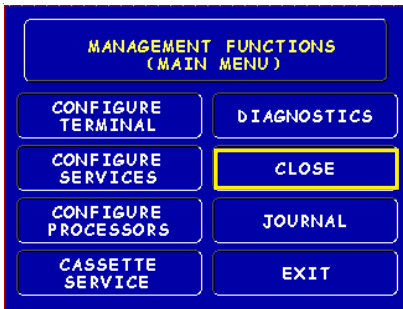 MANAGEMENT FUNCTIONS
(MAIN MENU)
CONFIGURE
TERMINAL
DIAGNOSTICS
CONFIGURE
SERVICES
CLOSE
CONFIGURE
PROCESSORS
JOURNAL
CASSETTE
SERVICE
EXIT